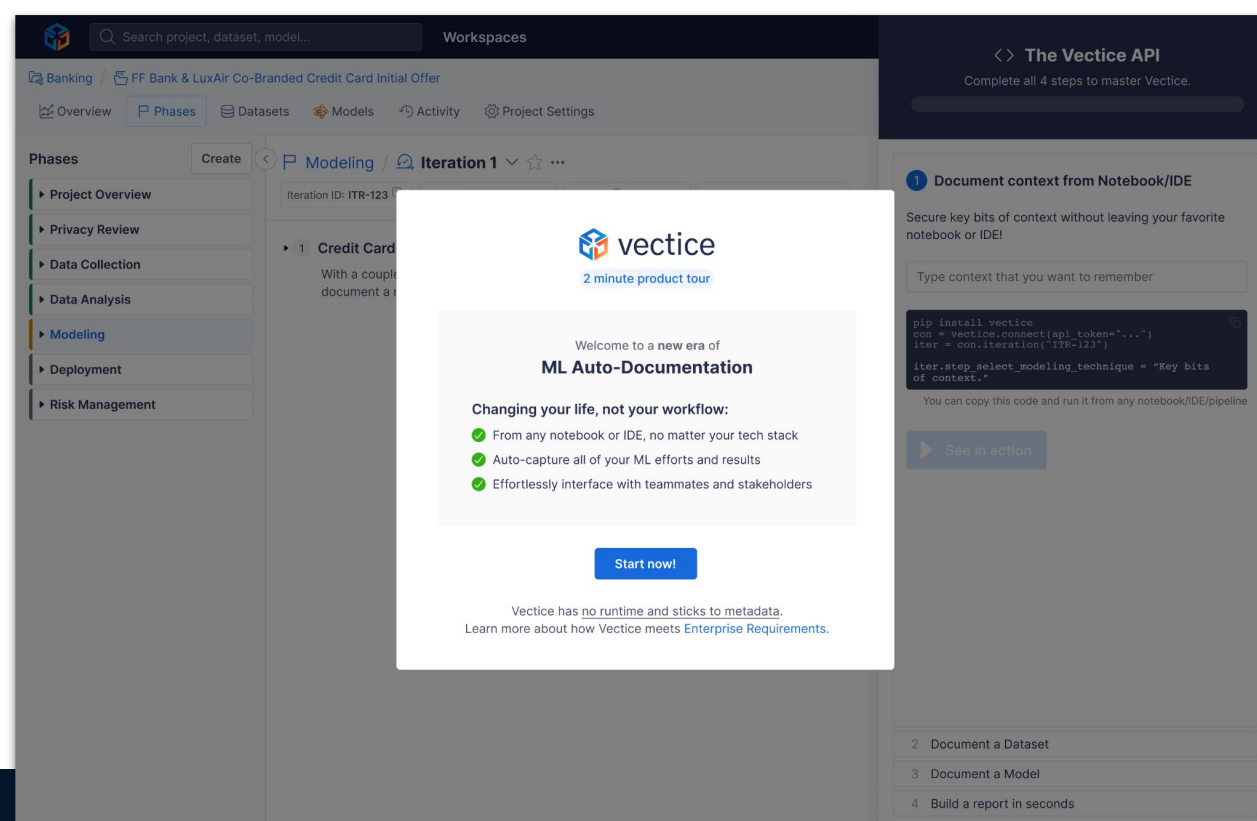 Search project, dataset, model...
Workspaces
Banking / FF Bank & LuxAir Co-Branded Credit Card Initial Offer
Overview Phases Datasets Models Activity Project Settings
Phases
Create
Project Overview
Privacy Review
Data Collection
Data Analysis
Modeling
Deployment
Risk Management
Modeling / Iteration 1
Iteration ID: ITR-123
1 Credit Card
With a couple
document a
vectice
2 minute product tour
Welcome to a new era of
ML Auto-Documentation
Changing your life, not your workflow:
From any notebook or IDE, no matter your tech stack
Auto-capture all of your ML efforts and results
Effortlessly interface with teammates and stakeholders
Start now!
Vectice has no runtime and sticks to metadata.
Learn more about how Vectice meets Enterprise Requirements.
<> The Vectice API
Complete all 4 steps to master Vectice.
1 Document context from Notebook/IDE
Secure key bits of context without leaving your favorite
notebook or IDE!
Type context that you want to remember
pip install vectice
con = vectice.connect(api_token="...")
iter = con.iteration("ITR-123")
iter.step_select_modeling_technique = “Key bits
of context.”
You can copy this code and run it from any notebook/IDE/pipeline
See in action
2 Document a Dataset
3 Document a Model
4 Build a report in seconds